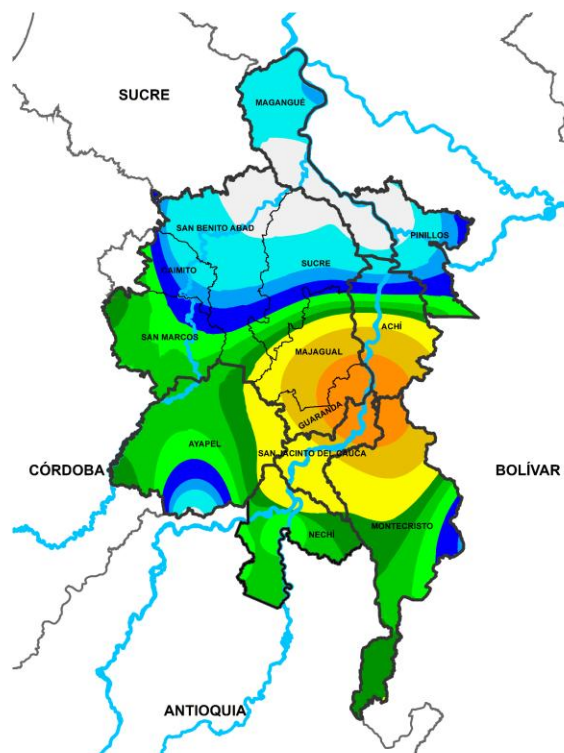 SUCRE
MAGANGUÉ
SAN BENITO ABAD
PINILLOS
CAIMITO
SUCRE
SAN MARCOS
ACHÍ
MAJAGUAL
GUARANDA
AYAPEL
SAN JACINTO DEL CAUCA
CÓRDOBA
BOLÍVAR
MONTECRISTO
NECHÍ
ANTIOQUIA